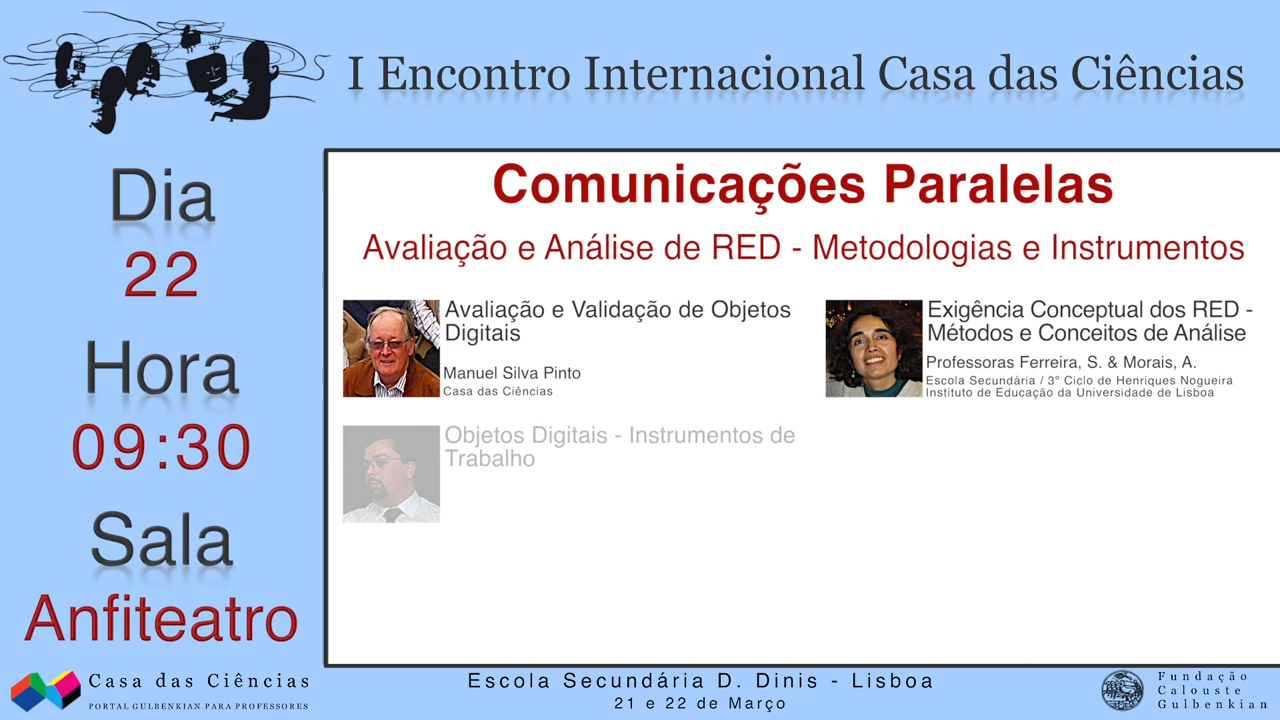 I Encontro Internacional Casa das Ciências
Dia
22
Hora
09:30
Sala
Anfiteatro
Comunicações Paralelas
Avaliação e Análise de RED - Metodologias e Instrumentos
Avaliação e Validação de Objetos
Digitais
Manuel Silva Pinto
Casa das Ciências
Exigência Conceptual dos RED -
Métodos e Conceitos de Análise
Professoras Ferreira, S. & Morais, A.
Escola Secundária / 3º Ciclo de Henriques Nogueira
Instituto de Educação da Universidade de Lisboa
Objetos Digitais - Instrumentos de
Trabalho
Casa das Ciências
PORTAL GULBENKIAN PARA PROFESSORES
Escola Secundária D. Dinis - Lisboa
21 e 22 de Março
Fundação
Calouste
Gulbenkian